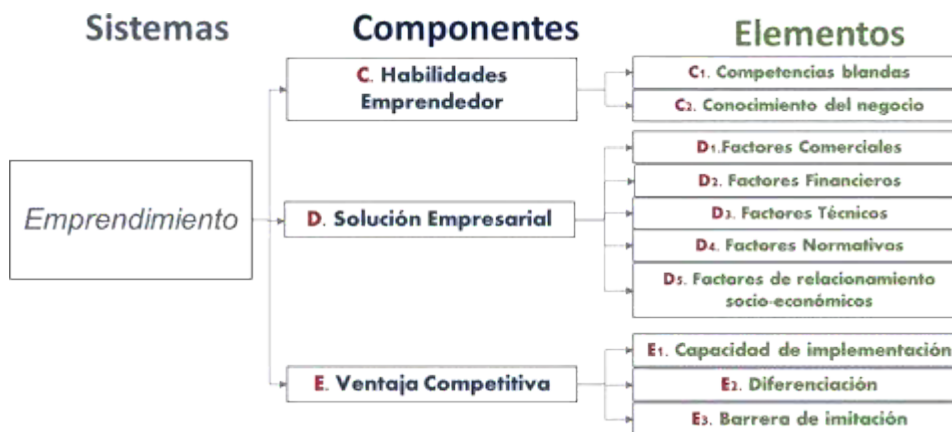 Sistemas
Componentes
Elementos
C. Habilidades
Emprendedor
C1. Competencias blandas
C2. Conocimiento del negocio
Emprendimiento
D. Solución Empresarial
D1.Factores Comerciales
D2. Factores Financieros
D3. Factores Técnicos
D4. Factores Normativos
D5. Factores de relacionamiento
socio-económicos
E. Ventaja Competitiva
E1. Capacidad de implementación
E2. Diferenciación
E3. Barrera de imitación